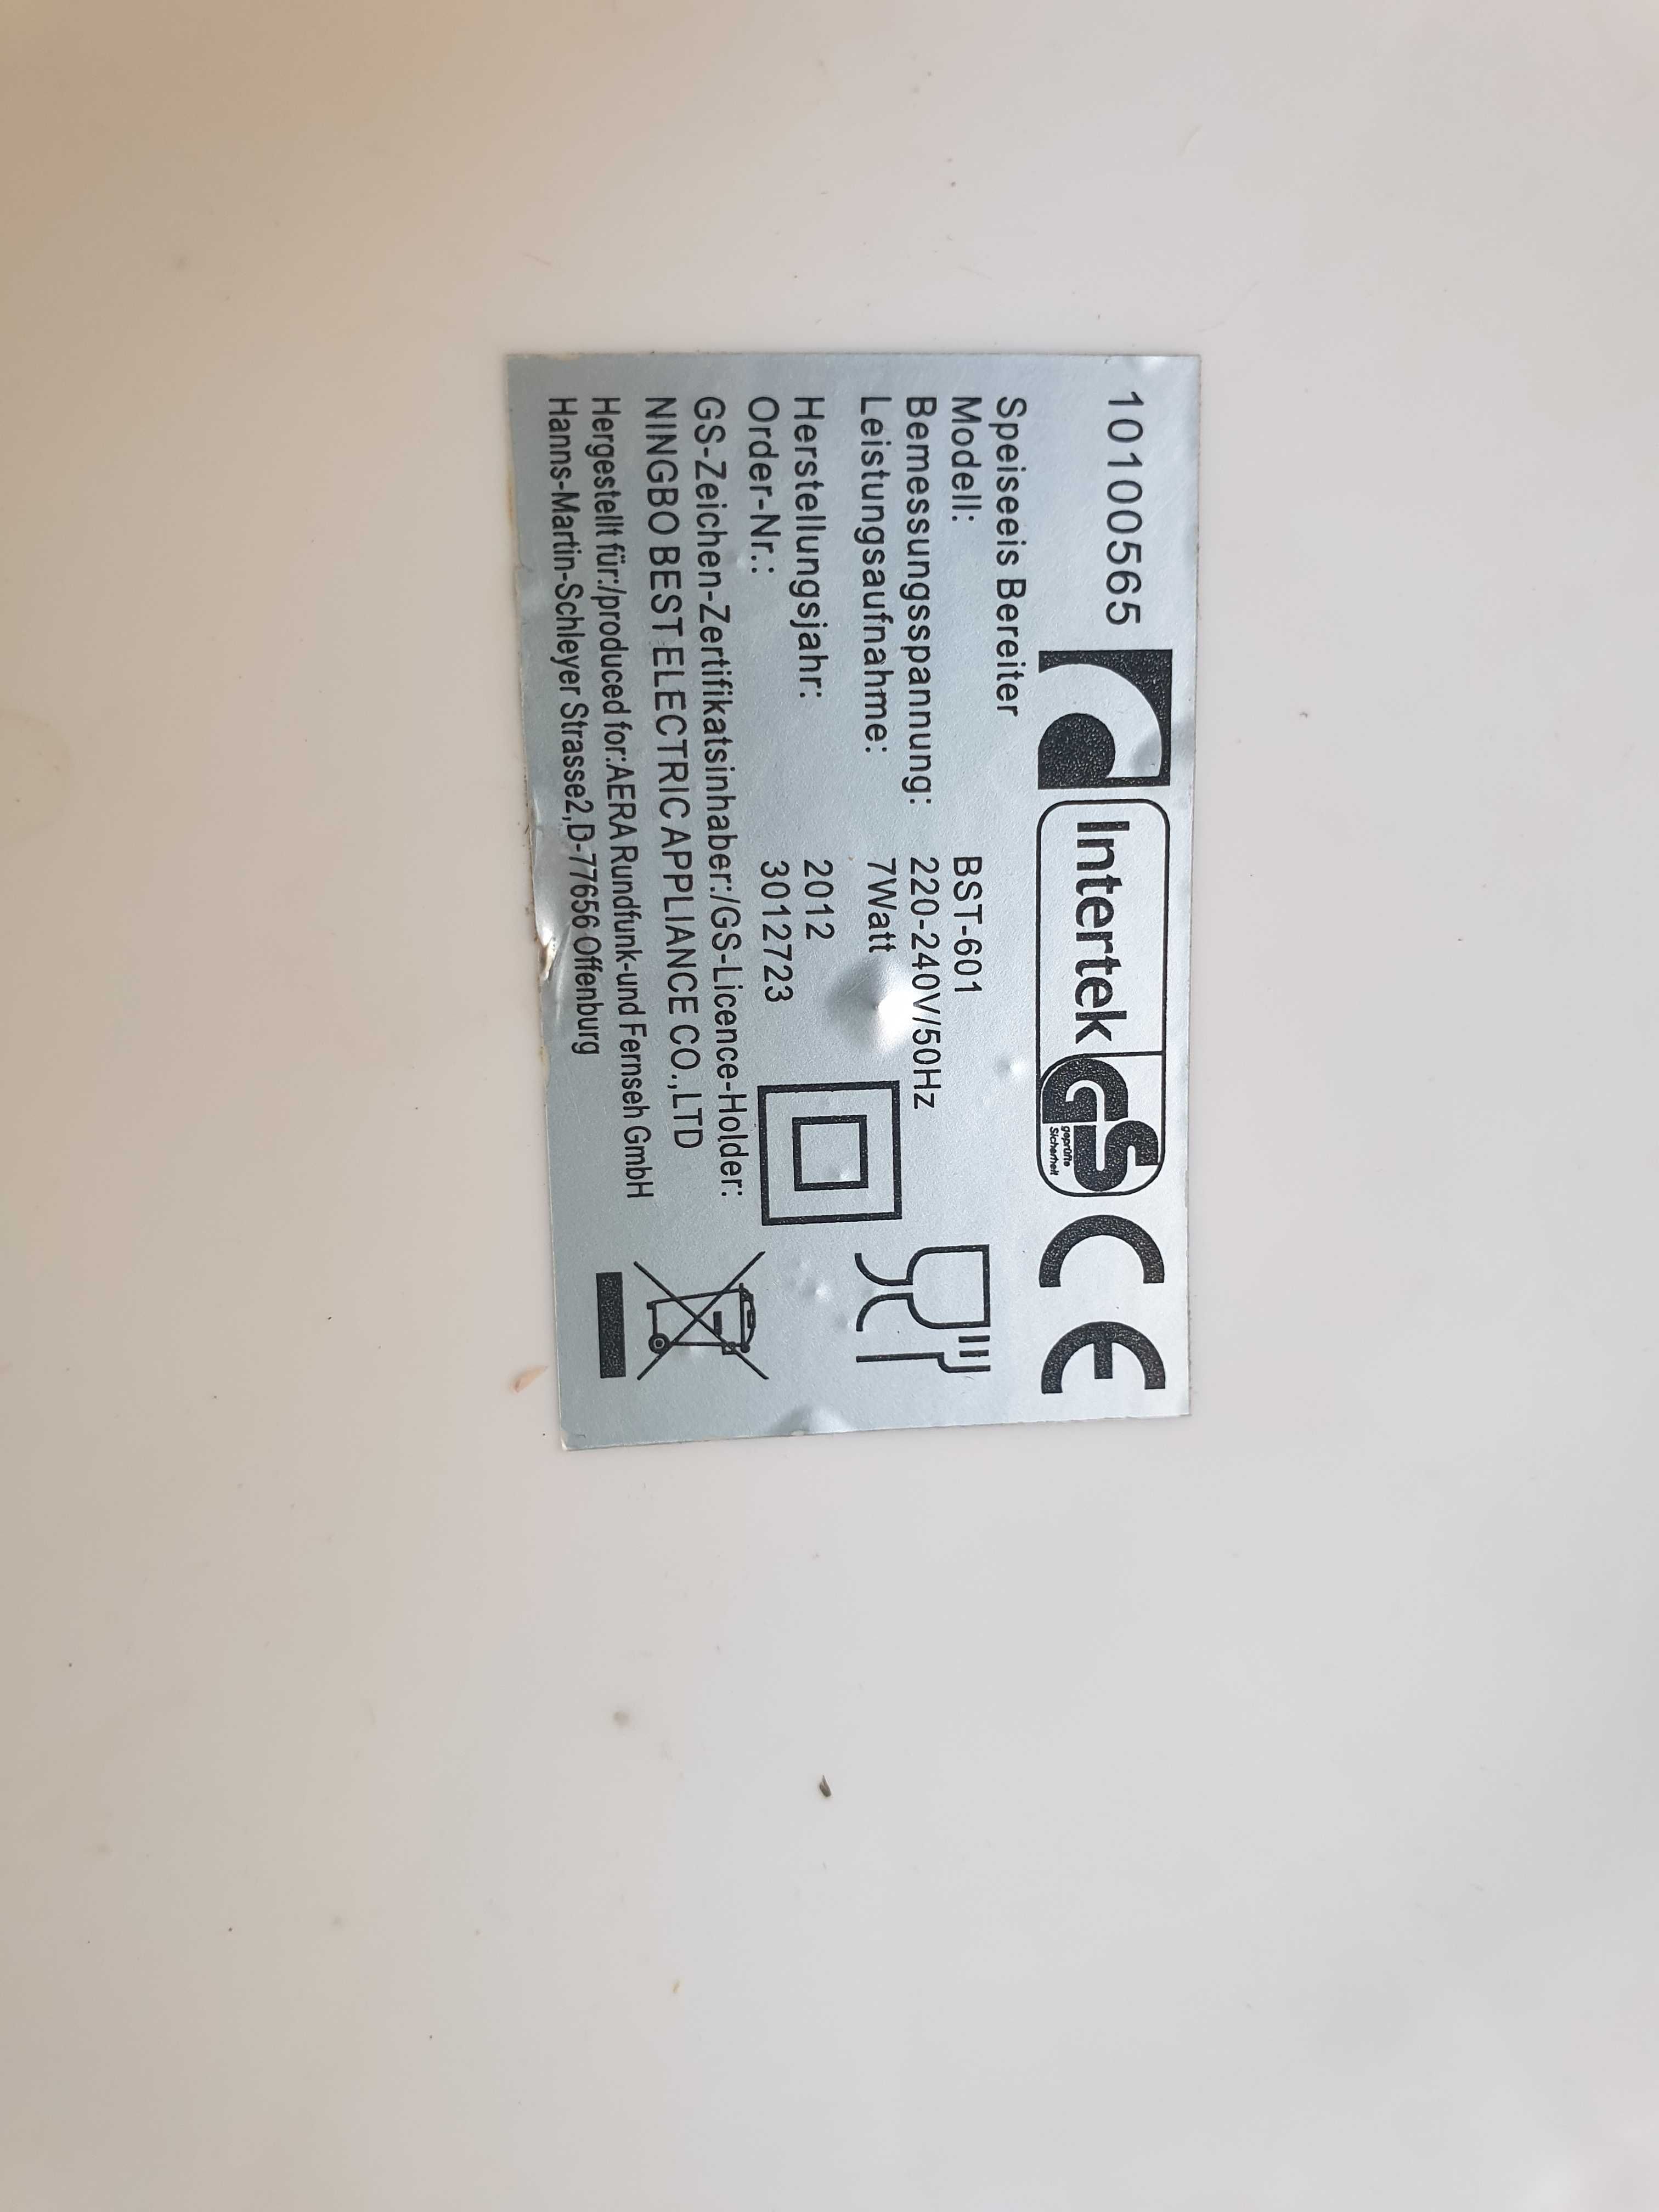 10100565
Intertek
GS
geprüfte
Sicherheit
CE
Speiseeis Bereiter
Modell: BST-601
Bemessungsspannung: 220-240V/50Hz
Leistungsaufnahme: 7Watt
Herstellungsjahr: 2012
Order-Nr.: 3012723
GS-Zeichen-Zertifikatsinhaber:/GS-Licence-Holder:
NINGBO BEST ELECTRIC APPLIANCE CO.,LTD
Hergestellt für:/produced for:AERA Rundfunk-und Fernseh GmbH
Hanns-Martin-Schleyer Strasse2,D-77656 Offenburg